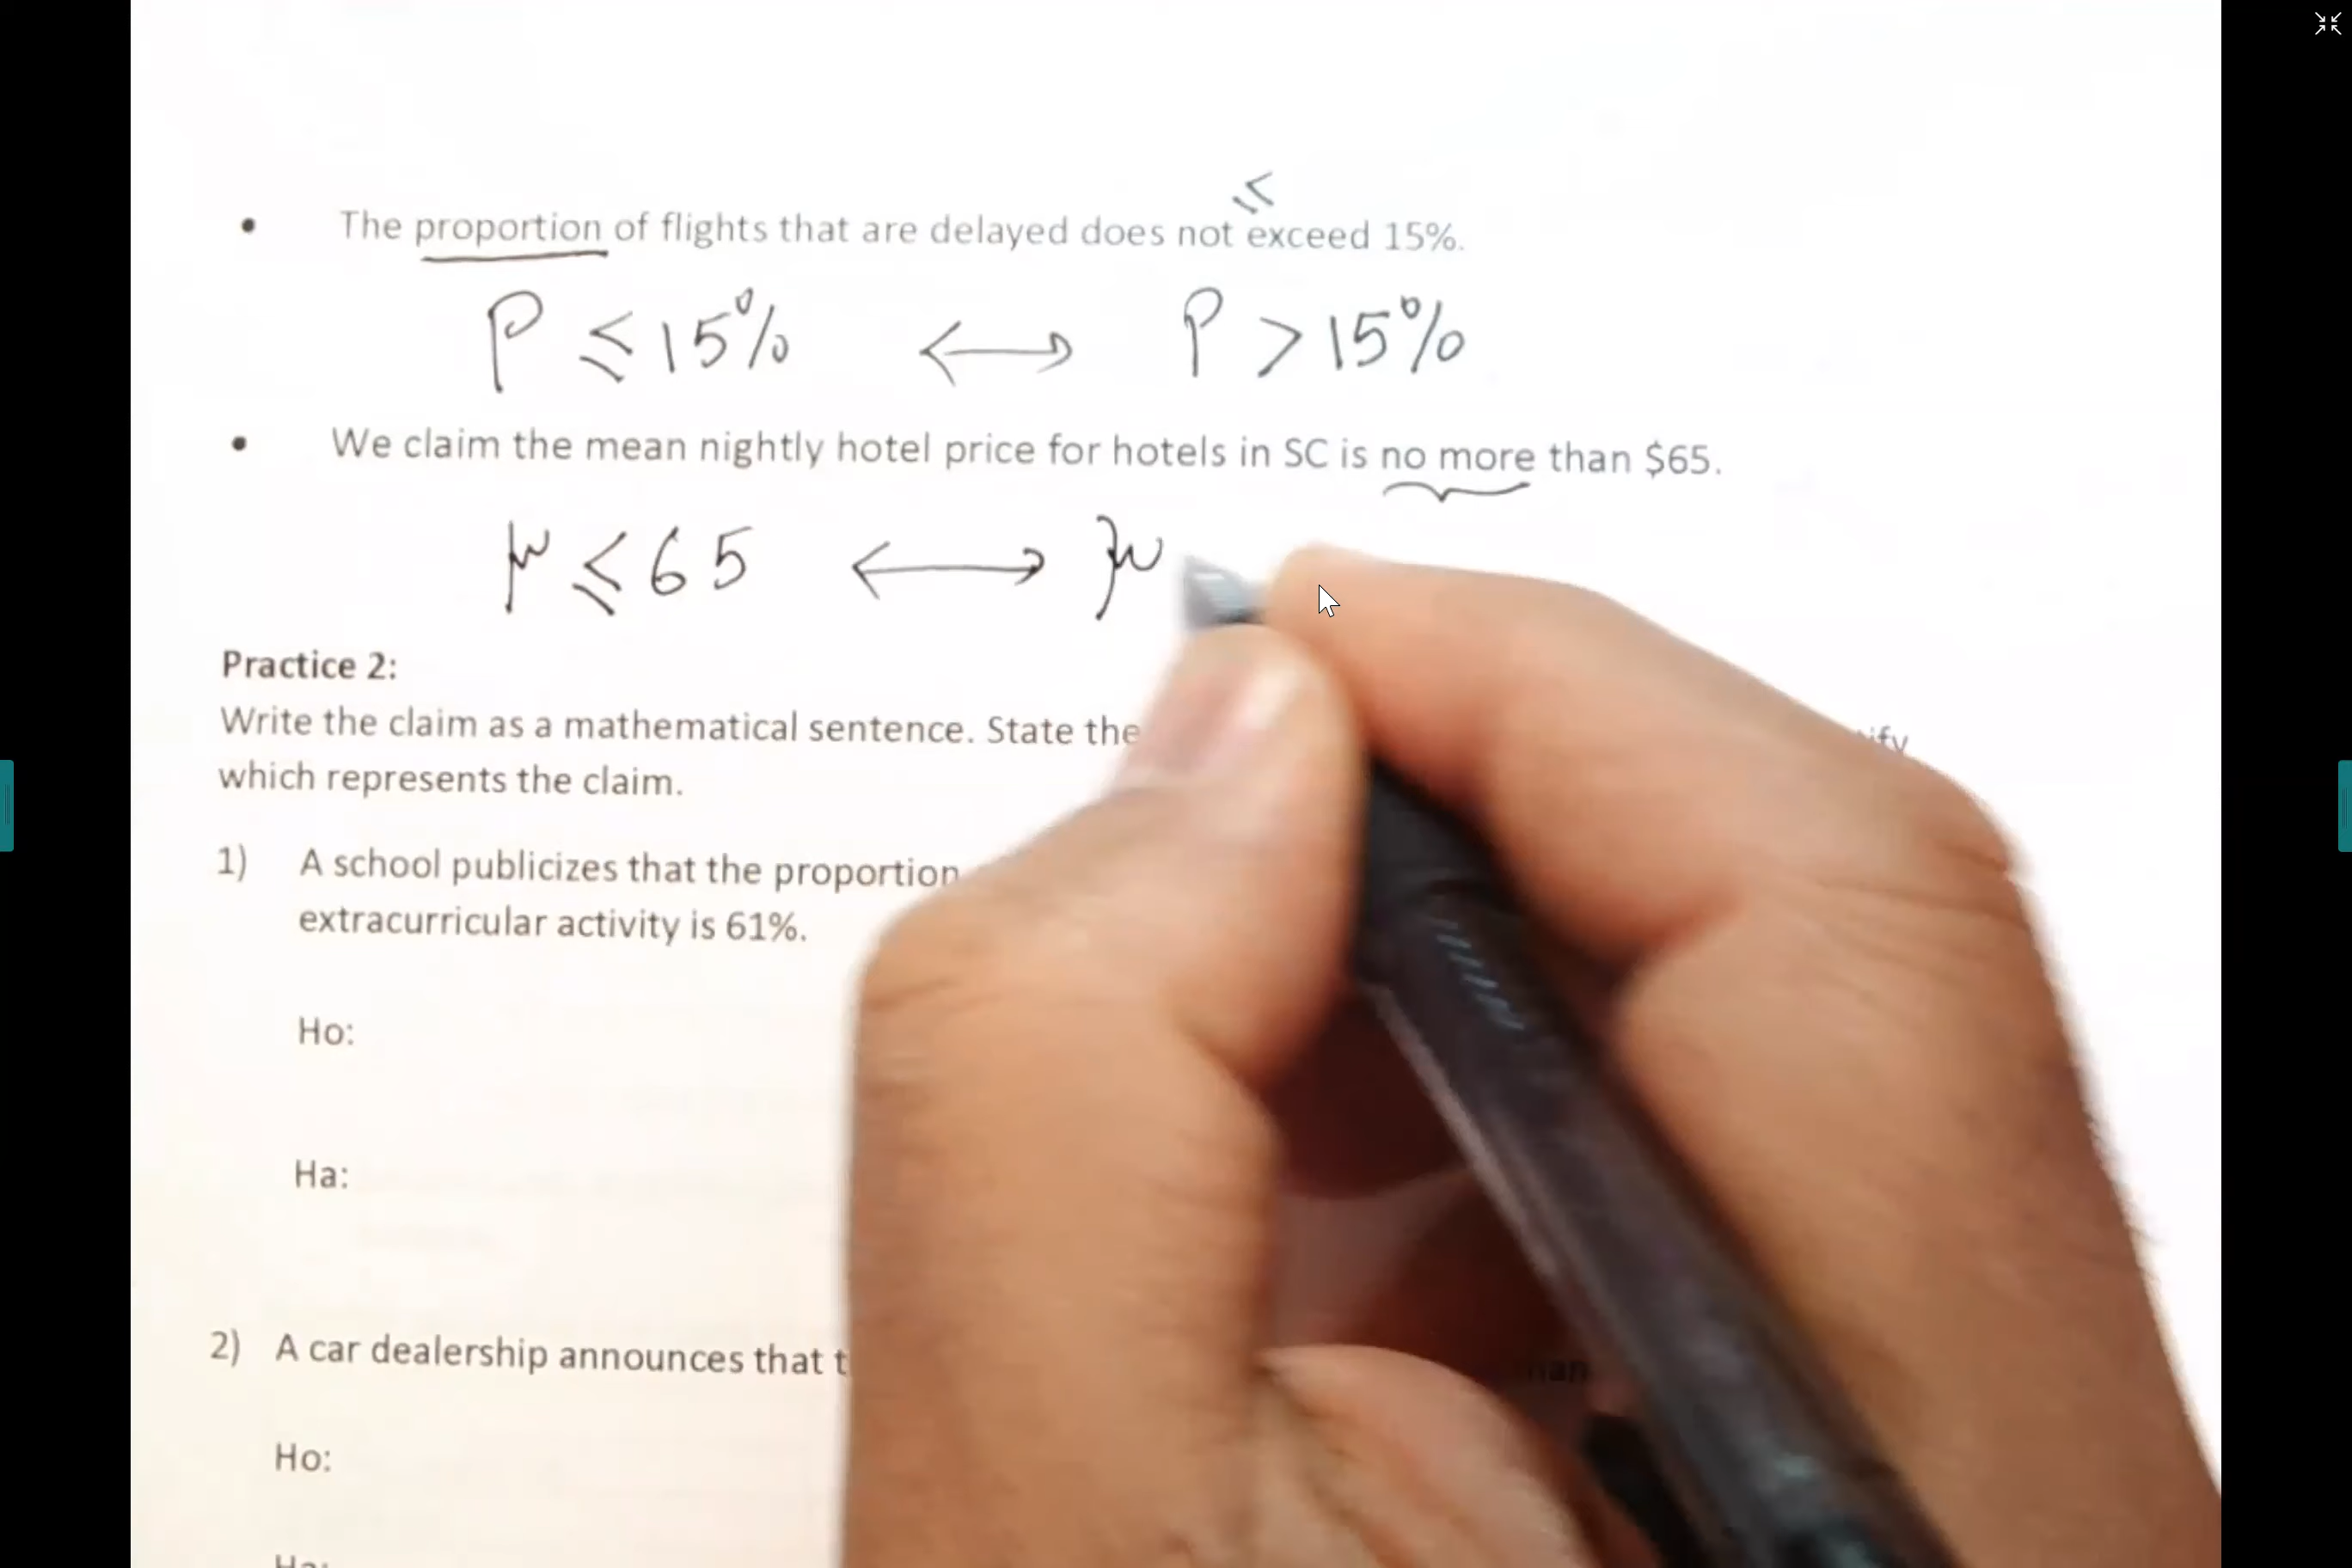 ≤
• The proportion of flights that are delayed does not exceed 15%.
P ≤ 15% ⟷ P > 15%
• We claim the mean nightly hotel price for hotels in SC is no more than $65.
μ ≤ 65 ⟷ μ
Practice 2:
Write the claim as a mathematical sentence. State the
which represents the claim.
1) A school publicizes that the proportion
extracurricular activity is 61%.
Ho:
Ha:
2) A car dealership announces that
Ho: